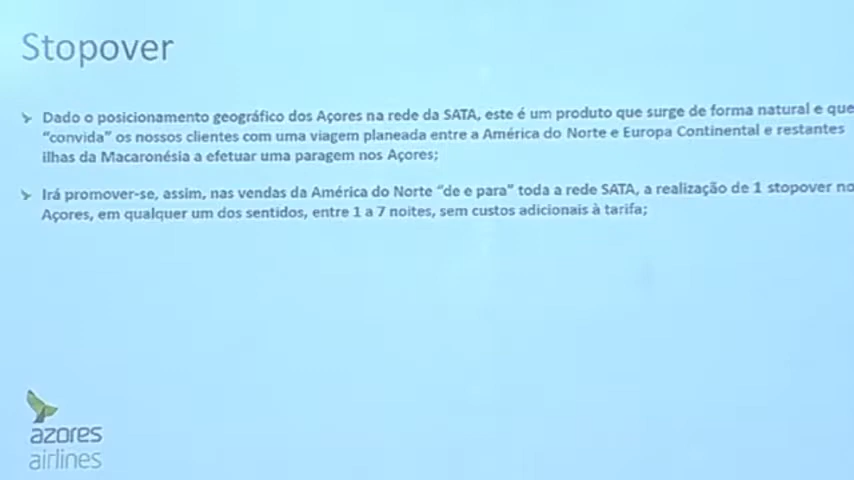 Stopover
Dado o posicionamento geográfico dos Açores na rede da SATA, este é um produto que surge de forma natural e que
“convida” os nossos clientes com uma viagem planeada entre a América do Norte e Europa Continental e restantes
ilhas da Macaronésia a efetuar uma paragem nos Açores;
Irá promover-se, assim, nas vendas da América do Norte “de e para” toda a rede SATA, a realização de 1 stopover no
Açores, em qualquer um dos sentidos, entre 1 a 7 noites, sem custos adicionais à tarifa;
azores
airlines